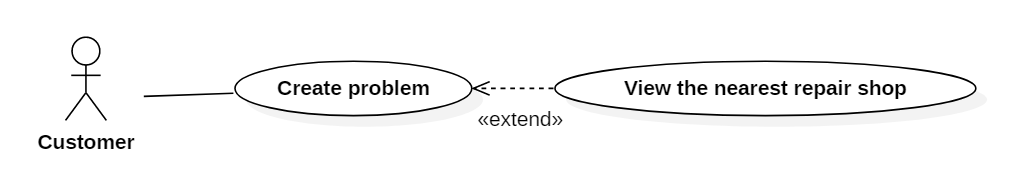 Create problem
View the nearest repair shop
«extend»
Customer